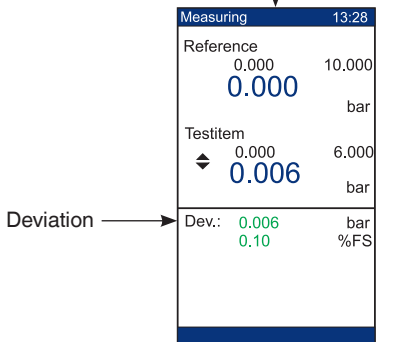 Measuring 13:28
Reference
0.000 10.000
0.000
bar
Testitem
0.000 6.000
0.006
bar
Deviation
Dev.: 0.006 bar
0.10 %FS